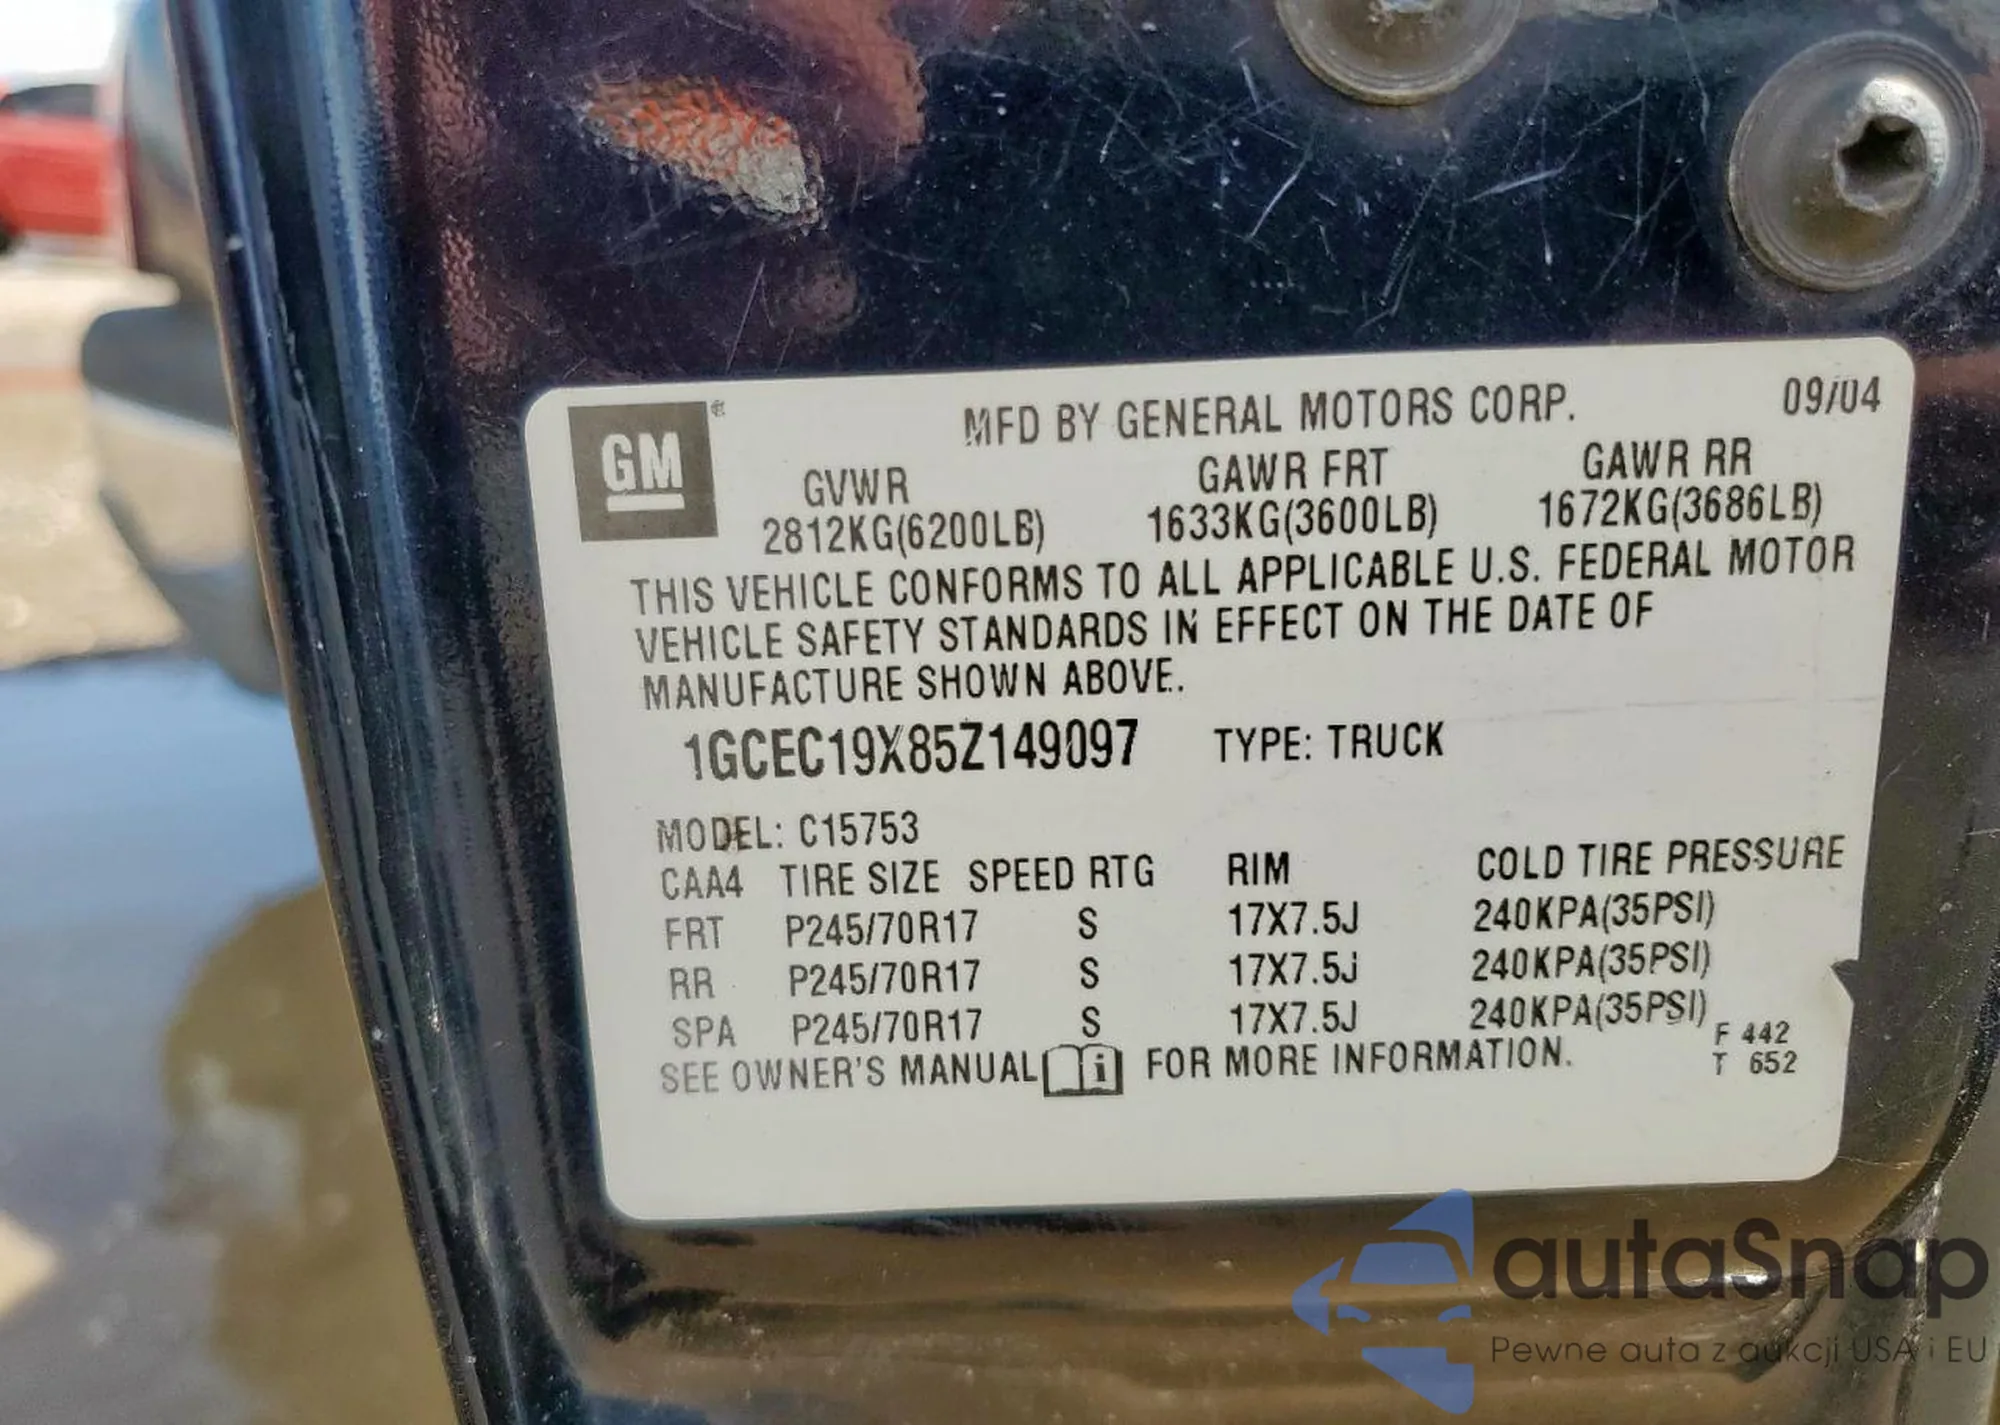 GM®
MFD BY GENERAL MOTORS CORP. 09/04
GVWR GAWR FRT GAWR RR
2812KG(6200LB) 1633KG(3600LB) 1672KG(3686LB)
THIS VEHICLE CONFORMS TO ALL APPLICABLE U.S. FEDERAL MOTOR
VEHICLE SAFETY STANDARDS IN EFFECT ON THE DATE OF
MANUFACTURE SHOWN ABOVE.
1GCEC19X85Z149097 TYPE: TRUCK
MODEL: C15753
CAA4 TIRE SIZE SPEED RTG RIM COLD TIRE PRESSURE
FRT P245/70R17 S 17X7.5J 240KPA(35PSI)
RR P245/70R17 S 17X7.5J 240KPA(35PSI)
SPA P245/70R17 S 17X7.5J 240KPA(35PSI)
F 442
T 652
SEE OWNER'S MANUAL i FOR MORE INFORMATION.
autaSnap
Pewne auta z aukcji USA i EU